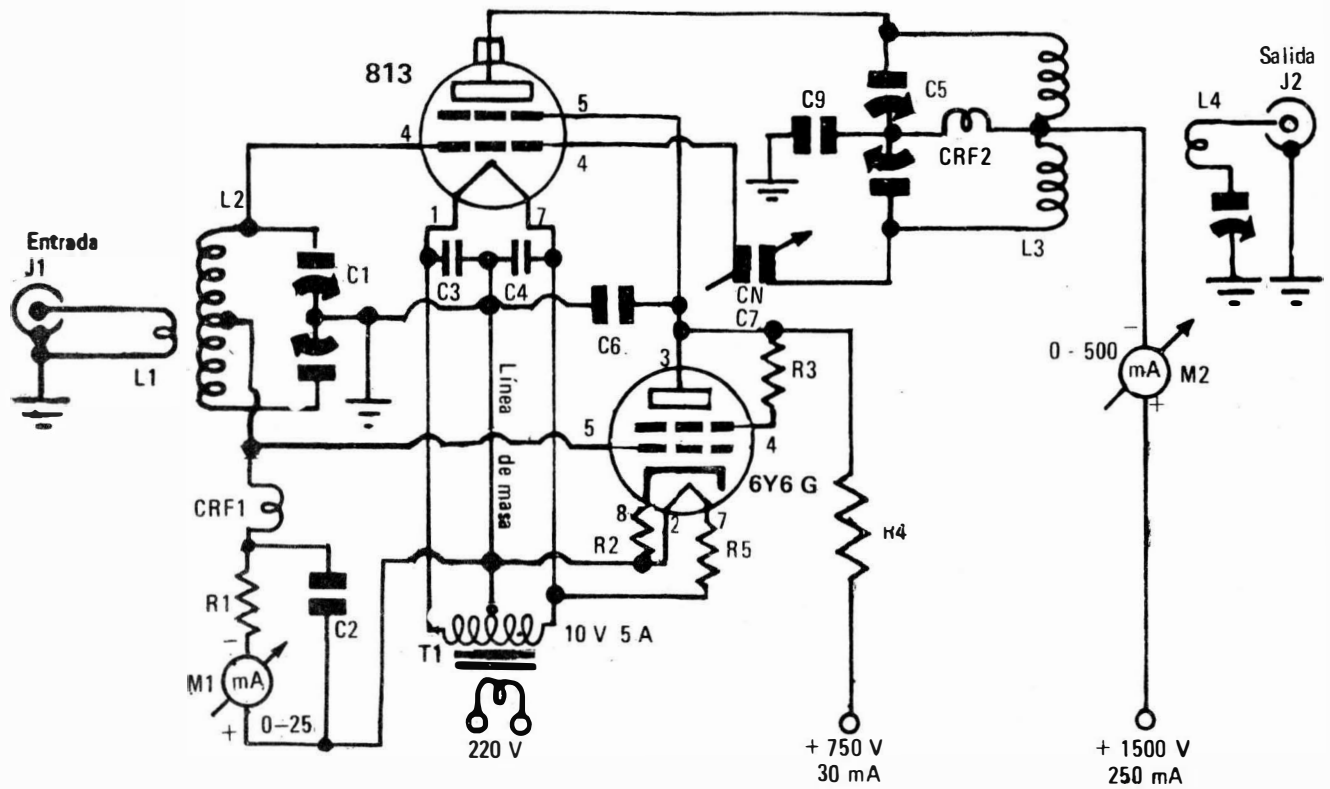 813
5
4
4
1
7
C9
C5
CRF2
L4
Salida
J2
L2
Entrada
J1
L1
C1
C3
C4
CN
C7
C6
L3
3
R3
5
4
6Y6 G
8
2
7
R2
R5
R4
Línea de masa
0 - 500
−
mA
M2
+
CRF1
R1
C2
−
M1
mA
+
0–25
T1
10 V 5 A
220 V
+ 750 V
30 mA
+ 1500 V
250 mA